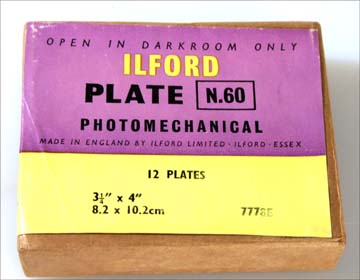 OPEN IN DARKROOM ONLY
ILFORD
PLATE N.60
PHOTOMECHANICAL
MADE IN ENGLAND BY ILFORD LIMITED · ILFORD · ESSEX
12 PLATES
3¼" x 4"
8.2 x 10.2cm 7778E